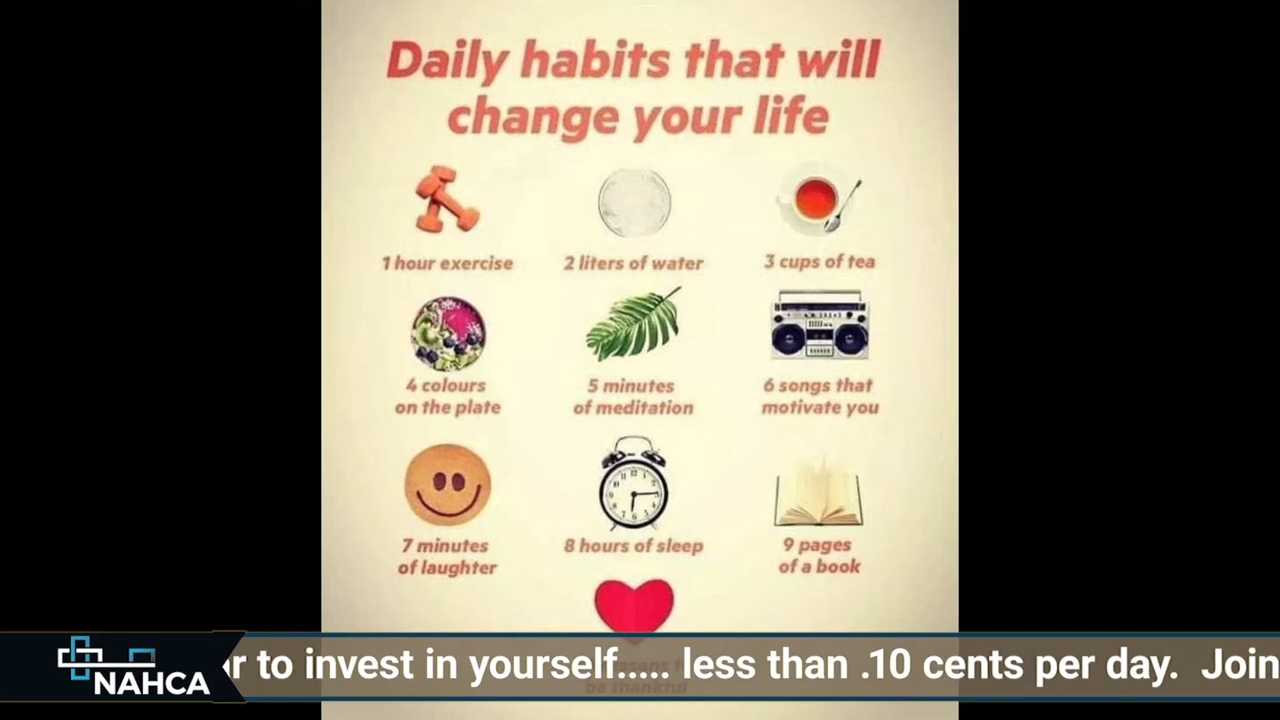 Daily habits that will
change your life
1 hour exercise
2 liters of water
3 cups of tea
4 colours
on the plate
5 minutes
of meditation
6 songs that
motivate you
7 minutes
of laughter
8 hours of sleep
9 pages
of a book
be thankful
NAHCA
r to invest in yourself..... less than .10 cents per day. Join